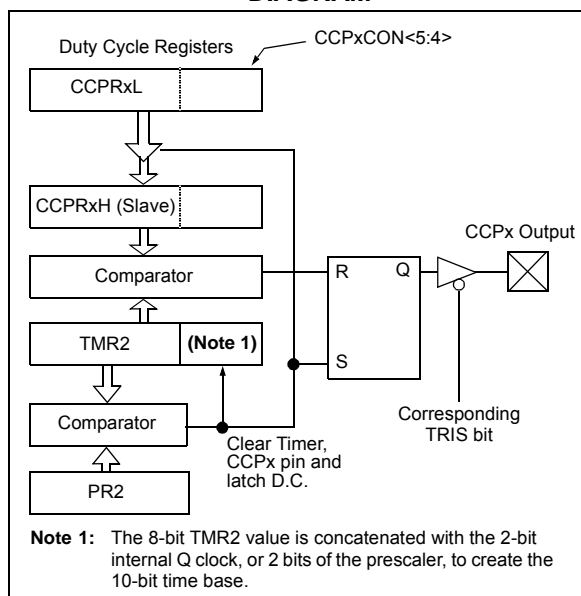 DIAGRAM
Duty Cycle Registers
CCPxCON<5:4>
CCPRxL
CCPRxH (Slave)
CCPx Output
Comparator
R
Q
TMR2
(Note 1)
S
Comparator
Corresponding
TRIS bit
Clear Timer,
CCPx pin and
latch D.C.
PR2
Note 1: The 8-bit TMR2 value is concatenated with the 2-bit
internal Q clock, or 2 bits of the prescaler, to create the
10-bit time base.